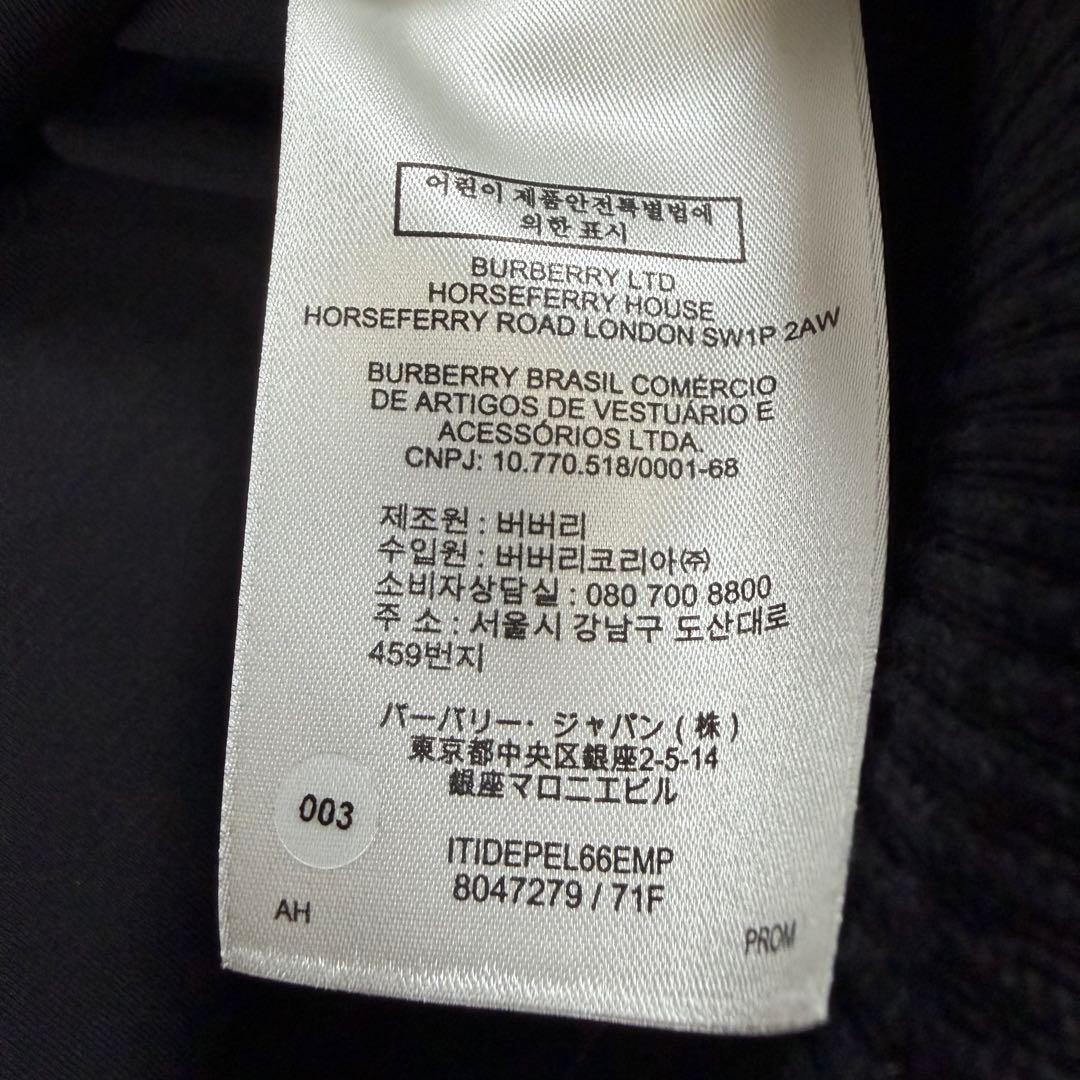 어린이 제품안전특별법에
의한 표시
BURBERRY LTD
HORSEFERRY HOUSE
HORSEFERRY ROAD LONDON SW1P 2AW
BURBERRY BRASIL COMÉRCIO
DE ARTIGOS DE VESTUÁRIO E
ACESSÓRIOS LTDA.
CNPJ: 10.770.518/0001-68
제조원 : 버버리
수입원 : 버버리코리아㈜
소비자상담실 : 080 700 8800
주 소 : 서울시 강남구 도산대로
459번지
バーバリー・ジャパン(株)
東京都中央区銀座2-5-14
銀座マロニエビル
003
ITIDEPEL66EMP
8047279 / 71F
AH
PROM